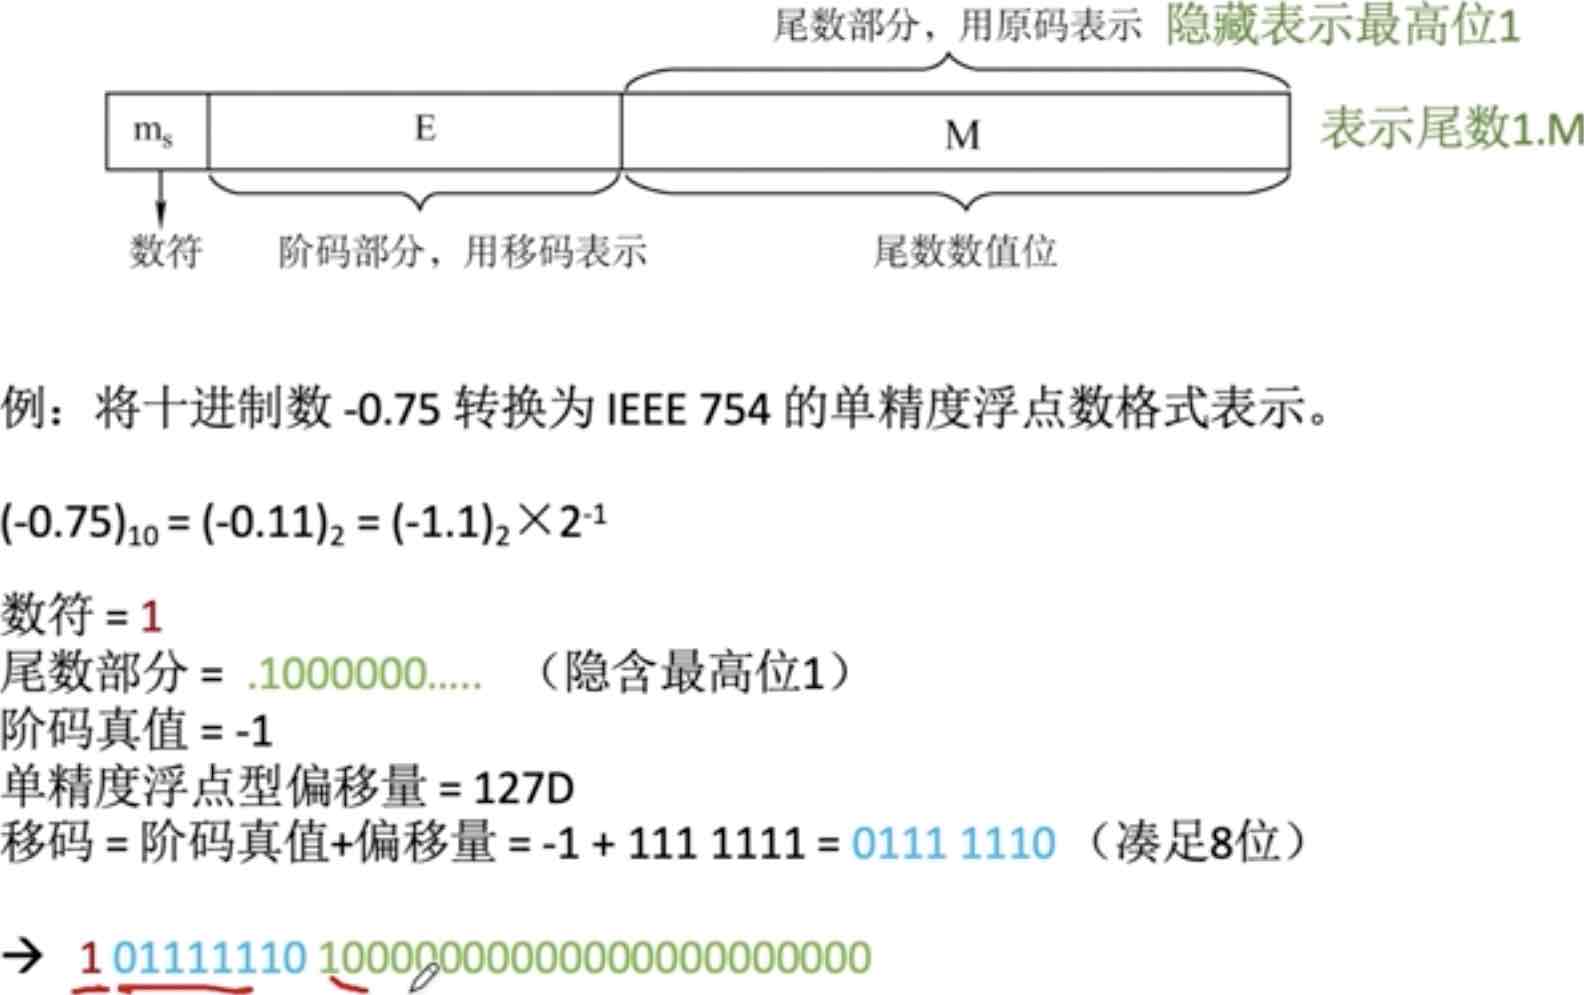 尾数部分，用原码表示 隐藏表示最高位1
mₛ E M 表示尾数1.M
数符 阶码部分，用移码表示 尾数数值位
例：将十进制数 -0.75 转换为 IEEE 754 的单精度浮点数格式表示。
(-0.75)₁₀ = (-0.11)₂ = (-1.1)₂×2⁻¹
数符 = 1
尾数部分 = .1000000..... （隐含最高位1）
阶码真值 = -1
单精度浮点型偏移量 = 127D
移码 = 阶码真值+偏移量 = -1 + 111 1111 = 0111 1110 （凑足8位）
→ 1 01111110 10000000000000000000000